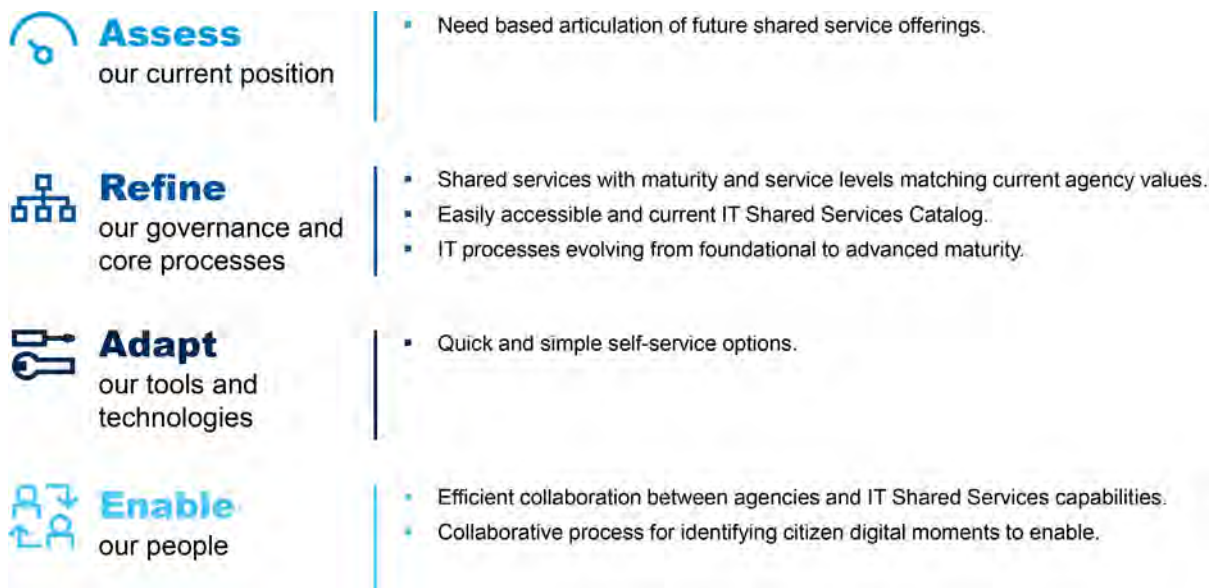 Assess
our current position
Need based articulation of future shared service offerings.
Refine
our governance and
core processes
Shared services with maturity and service levels matching current agency values.
Easily accessible and current IT Shared Services Catalog.
IT processes evolving from foundational to advanced maturity.
Adapt
our tools and
technologies
Quick and simple self-service options.
Enable
our people
Efficient collaboration between agencies and IT Shared Services capabilities.
Collaborative process for identifying citizen digital moments to enable.